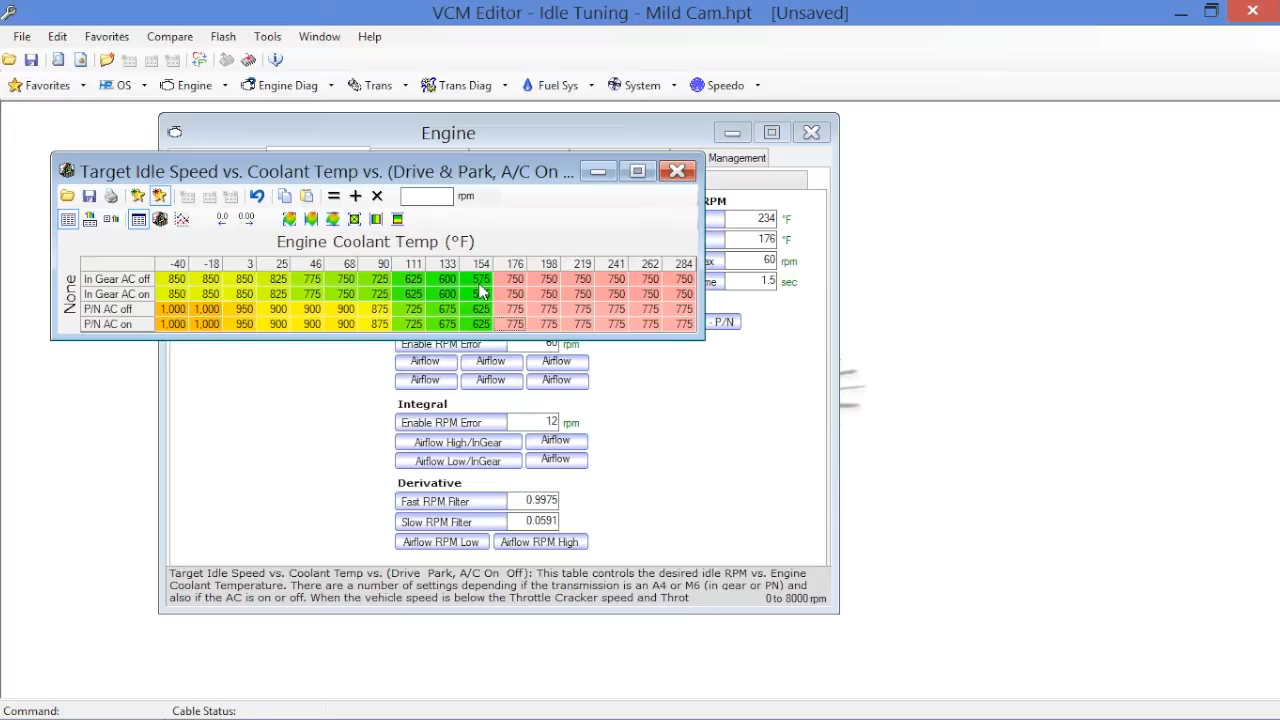 VCM Editor - Idle Tuning - Mild Cam.hpt    [Unsaved]
File Edit Favorites Compare Flash Tools Window Help
Favorites OS Engine Engine Diag Trans Trans Diag Fuel Sys System Speedo
Engine
Management
Target Idle Speed vs. Coolant Temp vs. (Drive & Park, A/C On ...
rpm
0.0 0.00
Engine Coolant Temp (°F)
None
-40 -18 3 25 46 68 90 111 133 154 176 198 219 241 262 284
In Gear AC off 850 850 850 825 775 750 725 625 600 575 750 750 750 750 750 750
In Gear AC on 850 850 850 825 775 750 725 625 600 750 750 750 750 750 750
P/N AC off 1,000 1,000 950 900 900 900 875 725 675 625 775 775 775 775 775 775
P/N AC on 1,000 1,000 950 900 900 900 875 725 675 625 775 775 775 775 775 775
RPM
234 °F
176 °F
60 rpm
1.5 sec
- P/N
Enable RPM Error 60 rpm
Airflow Airflow Airflow
Airflow Airflow Airflow
Integral
Enable RPM Error 12 rpm
Airflow High/InGear Airflow
Airflow Low/InGear Airflow
Derivative
Fast RPM Filter 0.9975
Slow RPM Filter 0.0591
Airflow RPM Low Airflow RPM High
Target Idle Speed vs. Coolant Temp vs. (Drive  Park, A/C On  Off): This table controls the desired idle RPM vs. Engine
Coolant Temperature. There are a number of settings depending if the transmission is an A4 or M6 (in gear or PN) and
also if the AC is on or off. When the vehicle speed is below the Throttle Cracker speed and Throt
0 to 8000 rpm
Command: Cable Status: